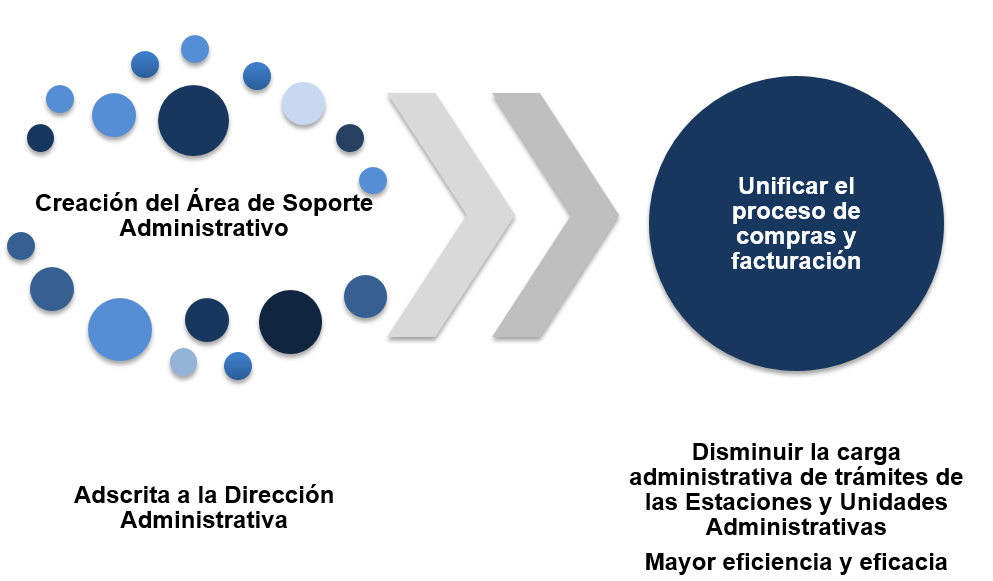 Creación del Área de Soporte
Administrativo
Adscrita a la Dirección
Administrativa
Unificar el
proceso de
compras y
facturación
Disminuir la carga
administrativa de trámites de
las Estaciones y Unidades
Administrativas
Mayor eficiencia y eficacia